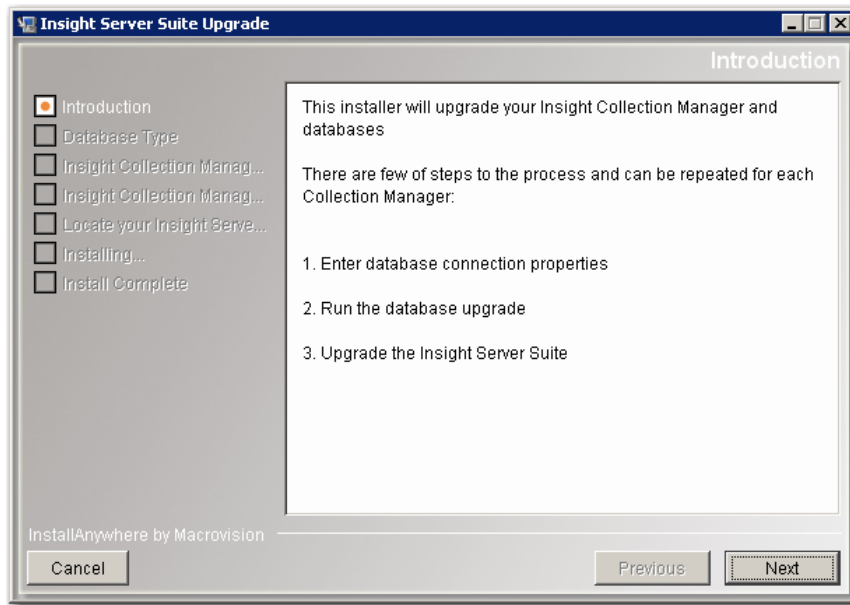 Insight Server Suite Upgrade
Introduction
Introduction
Database Type
Insight Collection Manag...
Insight Collection Manag...
Locate your Insight Serve...
Installing...
Install Complete
This installer will upgrade your Insight Collection Manager and
databases
There are few of steps to the process and can be repeated for each
Collection Manager:
1. Enter database connection properties
2. Run the database upgrade
3. Upgrade the Insight Server Suite
InstallAnywhere by Macrovision
Cancel
Previous
Next